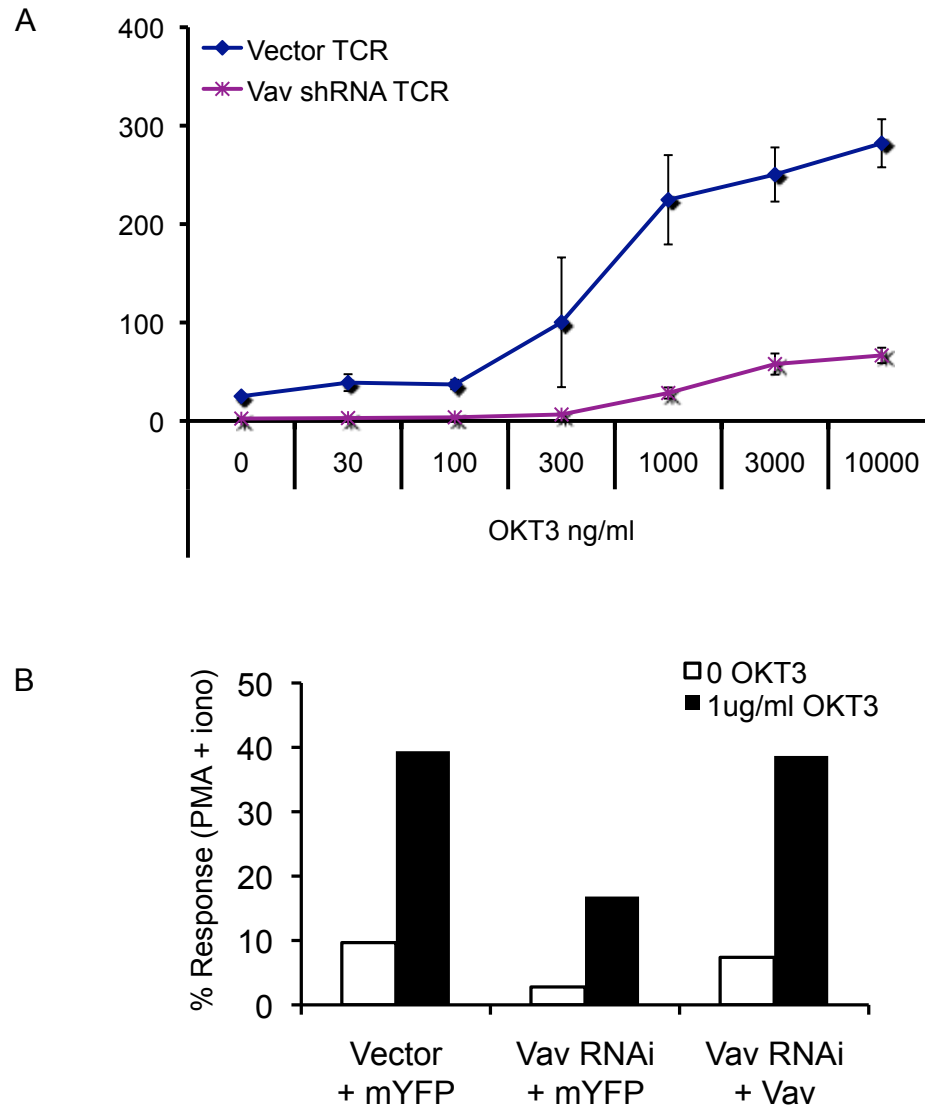 A
400
300
200
100
0
Vector TCR
Vav shRNA TCR
0 30 100 300 1000 3000 10000
OKT3 ng/ml
B
% Response (PMA + iono)
50
40
30
20
10
0
0 OKT3
1ug/ml OKT3
Vector + mYFP
Vav RNAi + mYFP
Vav RNAi + Vav